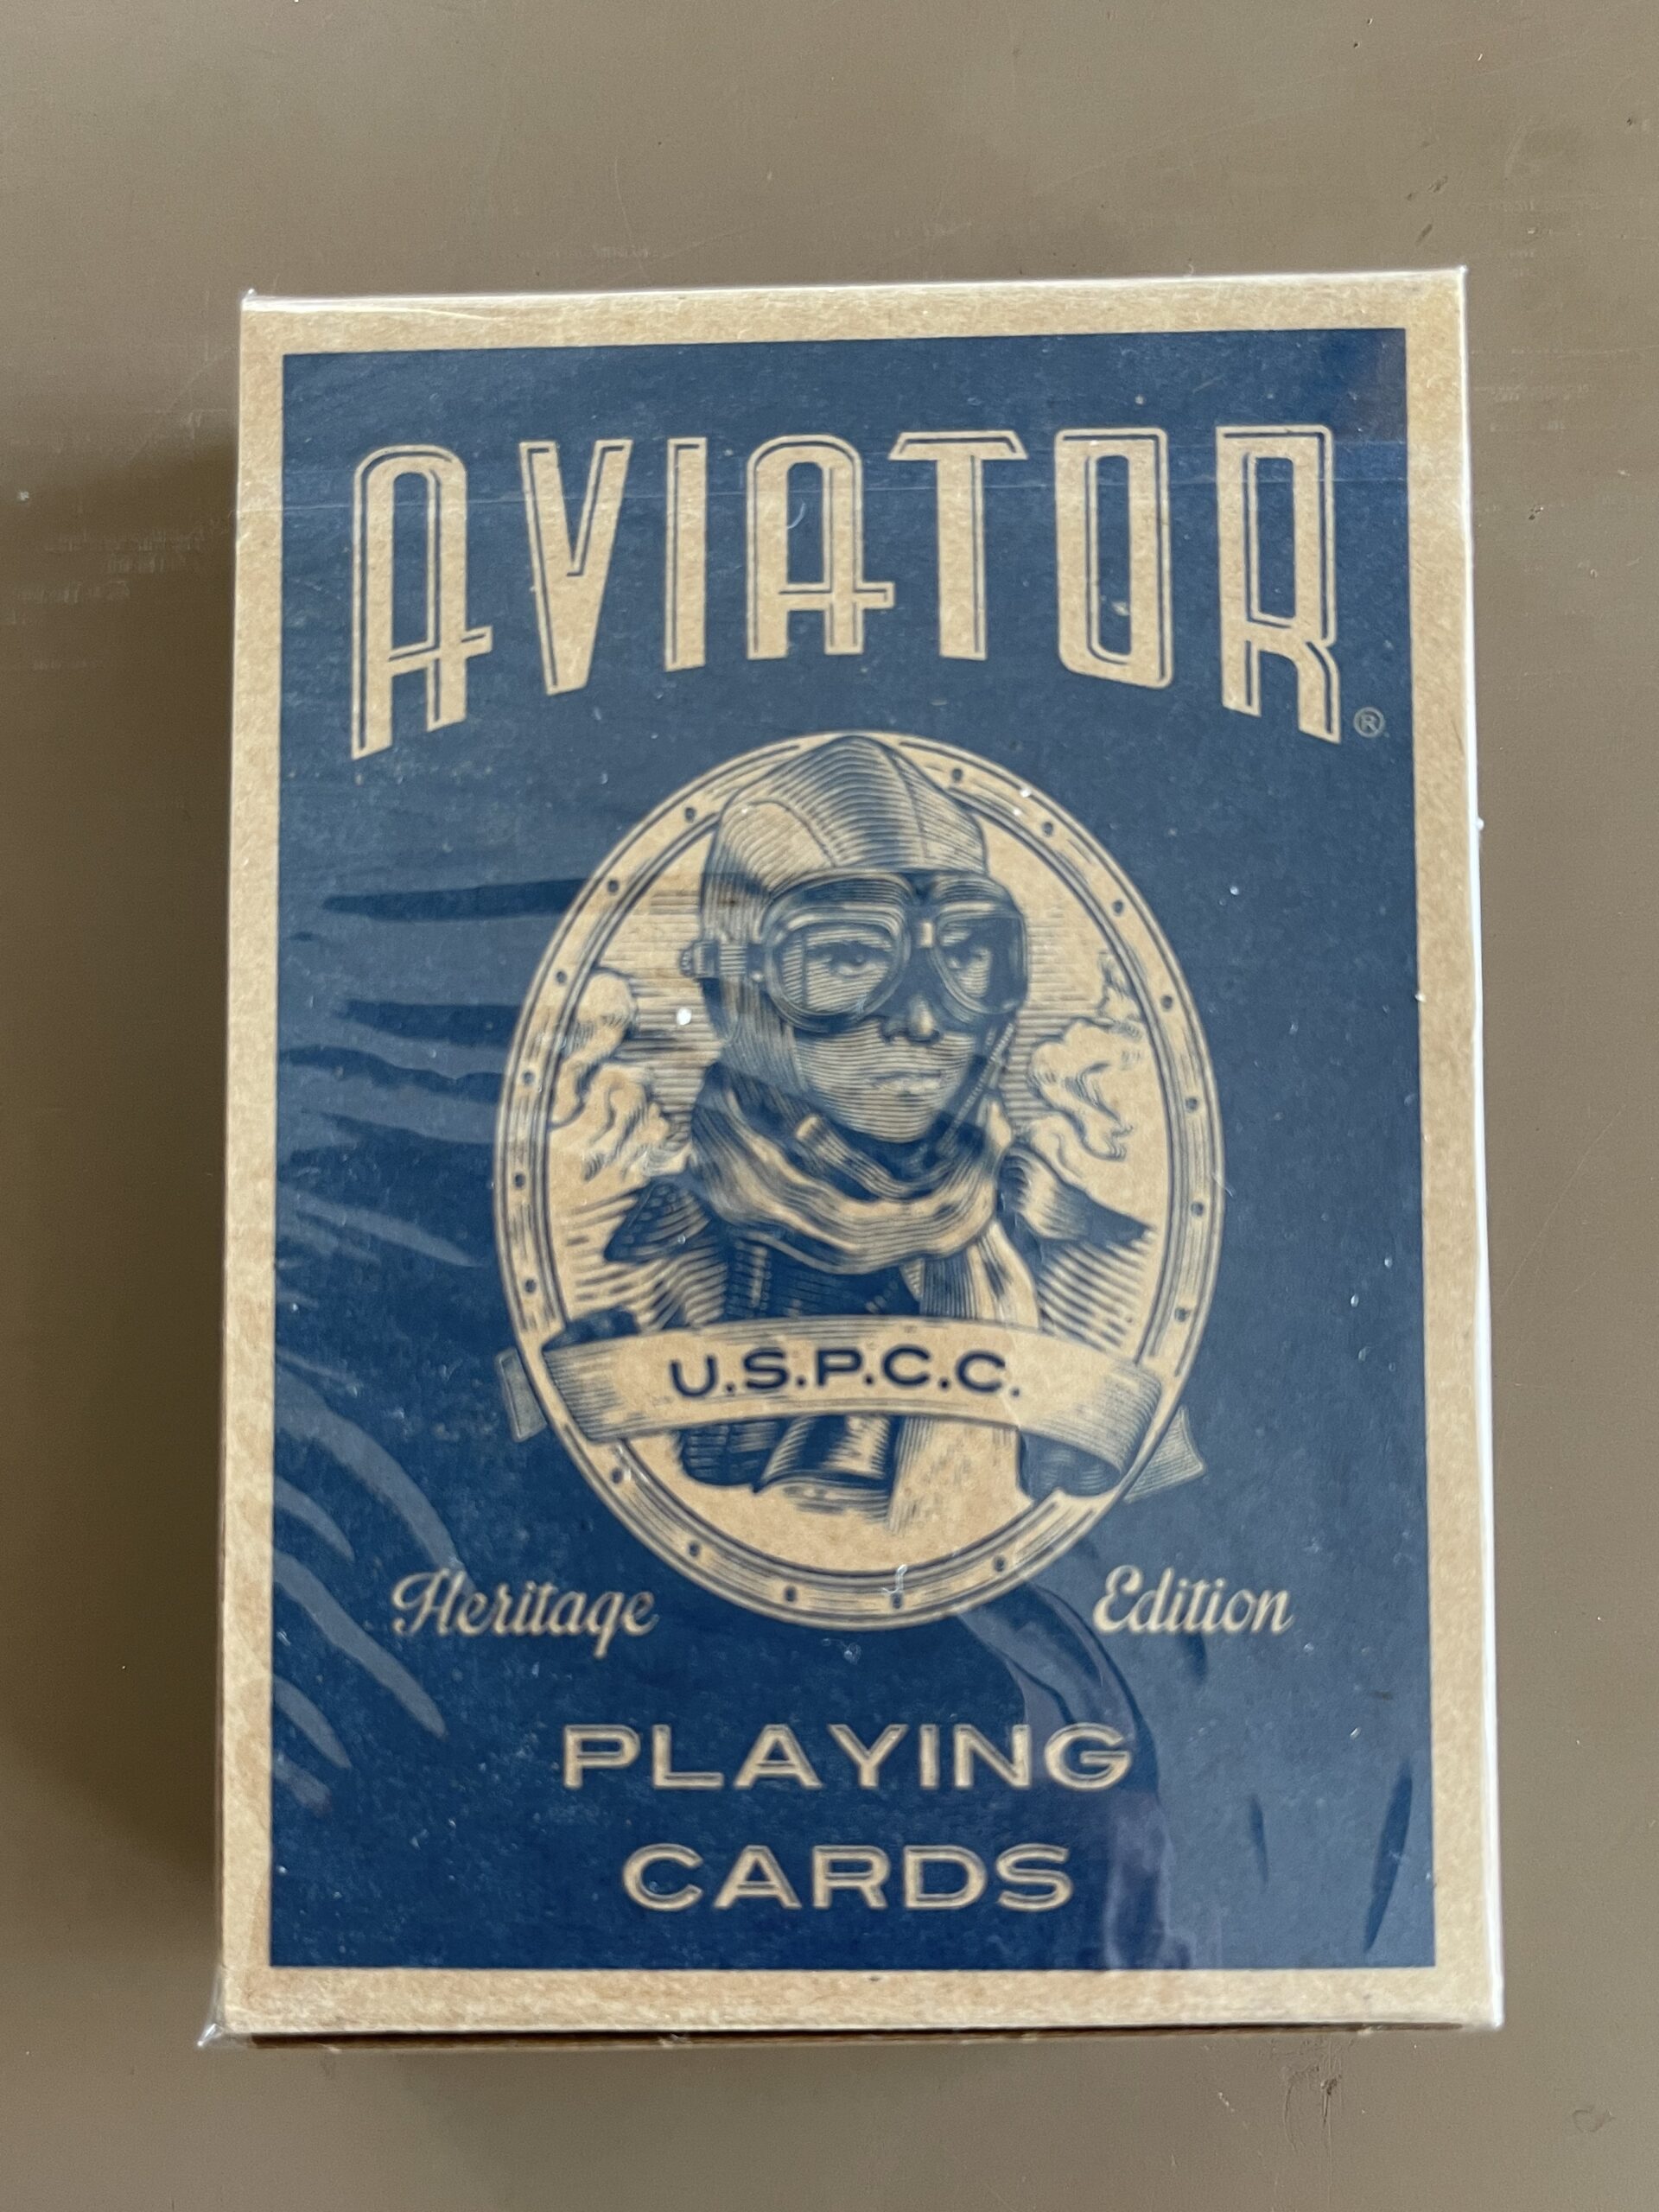 AVIATOR®
U.S.P.C.C.
Heritage Edition
PLAYING
CARDS